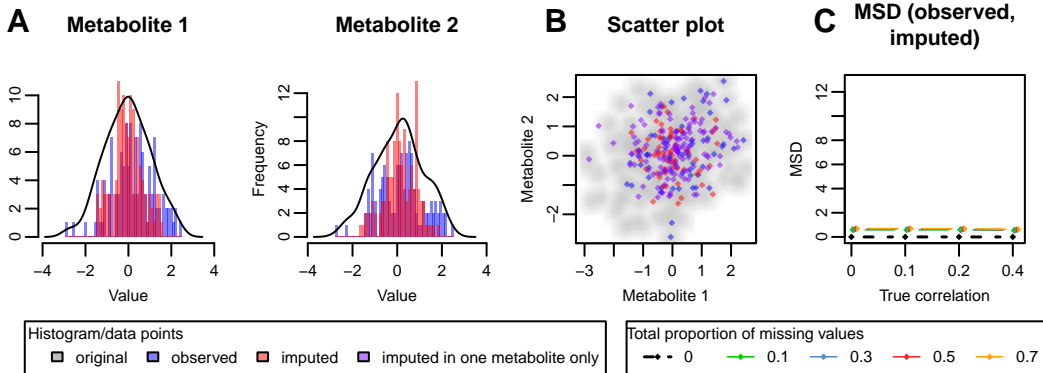 A
Metabolite 1
Metabolite 2
B
Scatter plot
C
MSD (observed,
imputed)
0 2 4 6 8 10
−4 −2 0 2 4
Value
Frequency
0 2 4 6 8 12
−4 −2 0 2 4
Value
Metabolite 2
−2 0 1 2
−3 −1 0 1 2
Metabolite 1
MSD
0 2 4 6 8 12
0 0.1 0.2 0.4
True correlation
Histogram/data points
original observed imputed imputed in one metabolite only
Total proportion of missing values
0 0.1 0.3 0.5 0.7